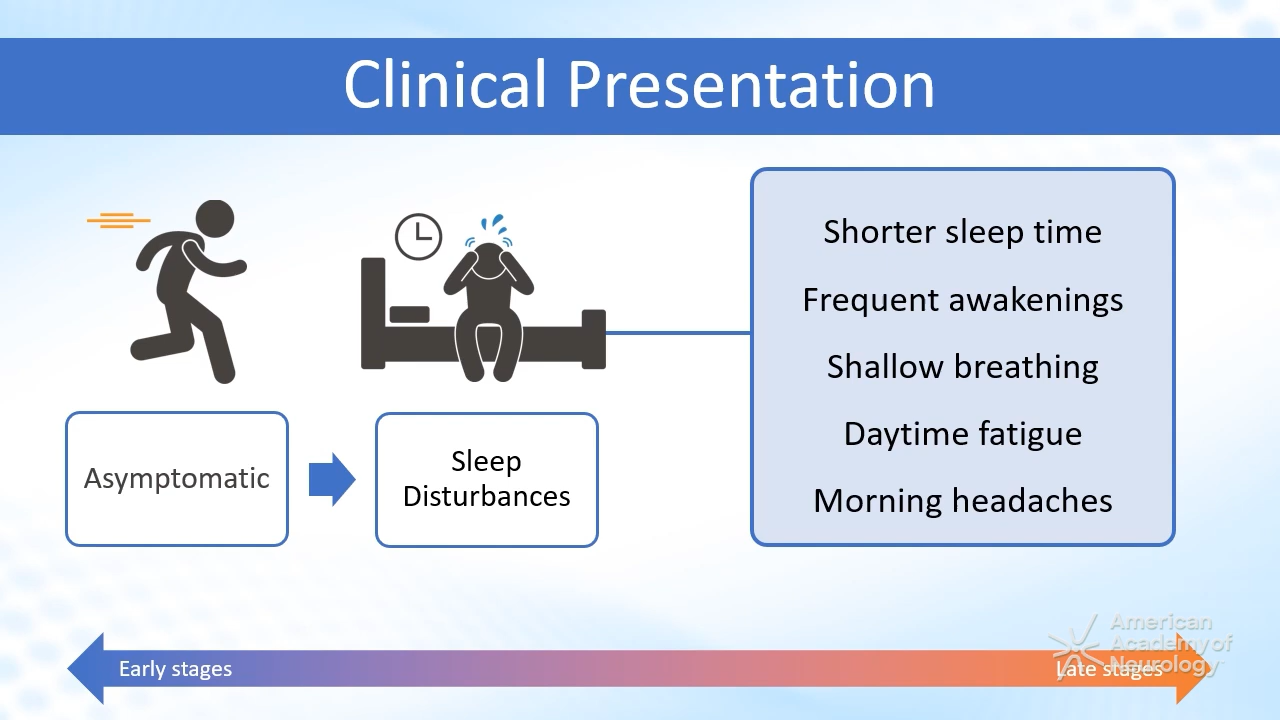 Clinical Presentation
Shorter sleep time
Frequent awakenings
Shallow breathing
Daytime fatigue
Morning headaches
Asymptomatic
Sleep
Disturbances
Early stages
Late stages
American
Academy of
Neurology